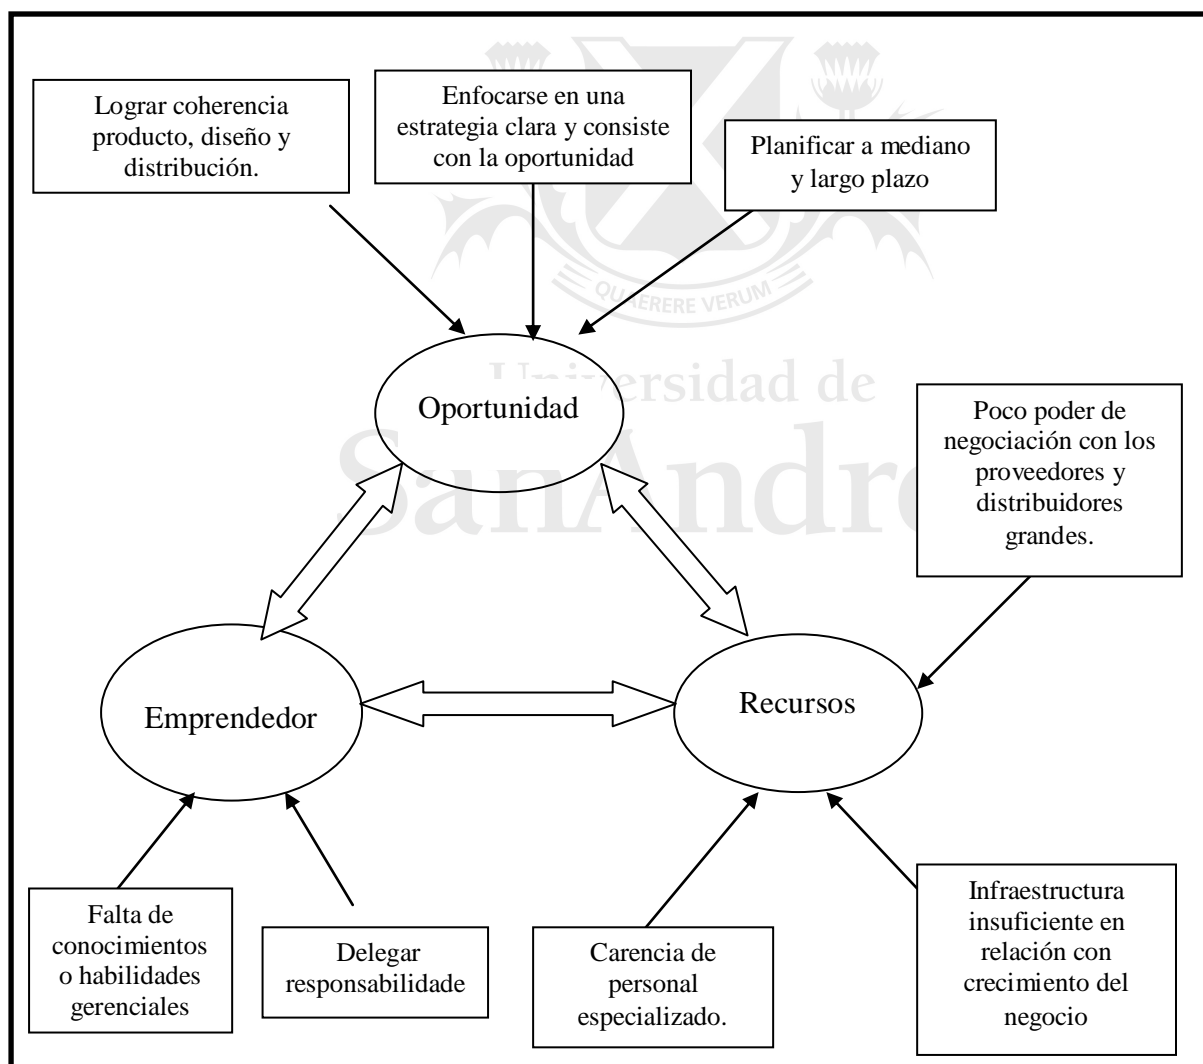 Lograr coherencia
producto, diseño y
distribución.
Enfocarse en una
estrategia clara y consiste
con la oportunidad
Planificar a mediano
y largo plazo
QUAERERE VERUM
Universidad de
SanAndré
Oportunidad
Poco poder de
negociación con los
proveedores y
distribuidores
grandes.
Emprendedor
Recursos
Falta de
conocimientos
o habilidades
gerenciales
Delegar
responsabilidade
Carencia de
personal
especializado.
Infraestructura
insuficiente en
relación con
crecimiento del
negocio